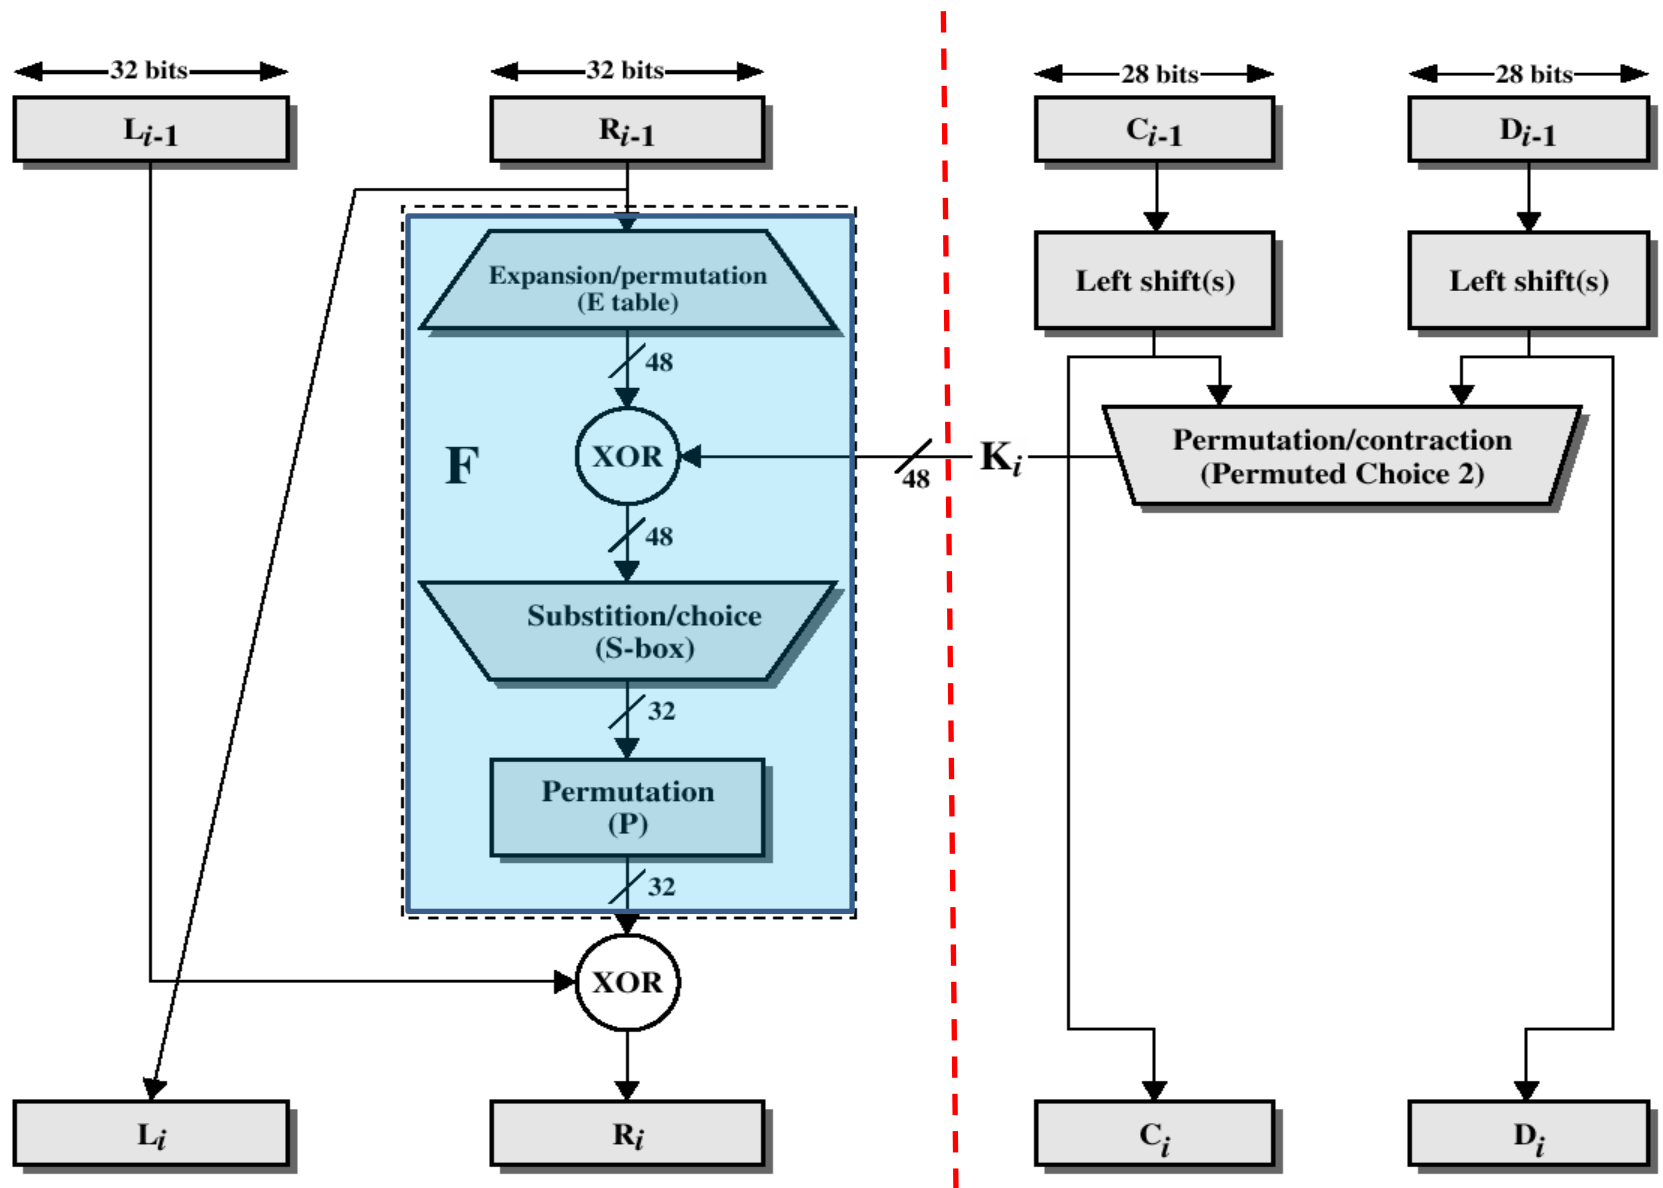 32 bits
32 bits
28 bits
28 bits
Li-1
Ri-1
Ci-1
Di-1
Expansion/permutation
(E table)
Left shift(s)
Left shift(s)
48
F
XOR
48
Ki
Permutation/contraction
(Permuted Choice 2)
48
Substition/choice
(S-box)
32
Permutation
(P)
32
XOR
Li
Ri
Ci
Di